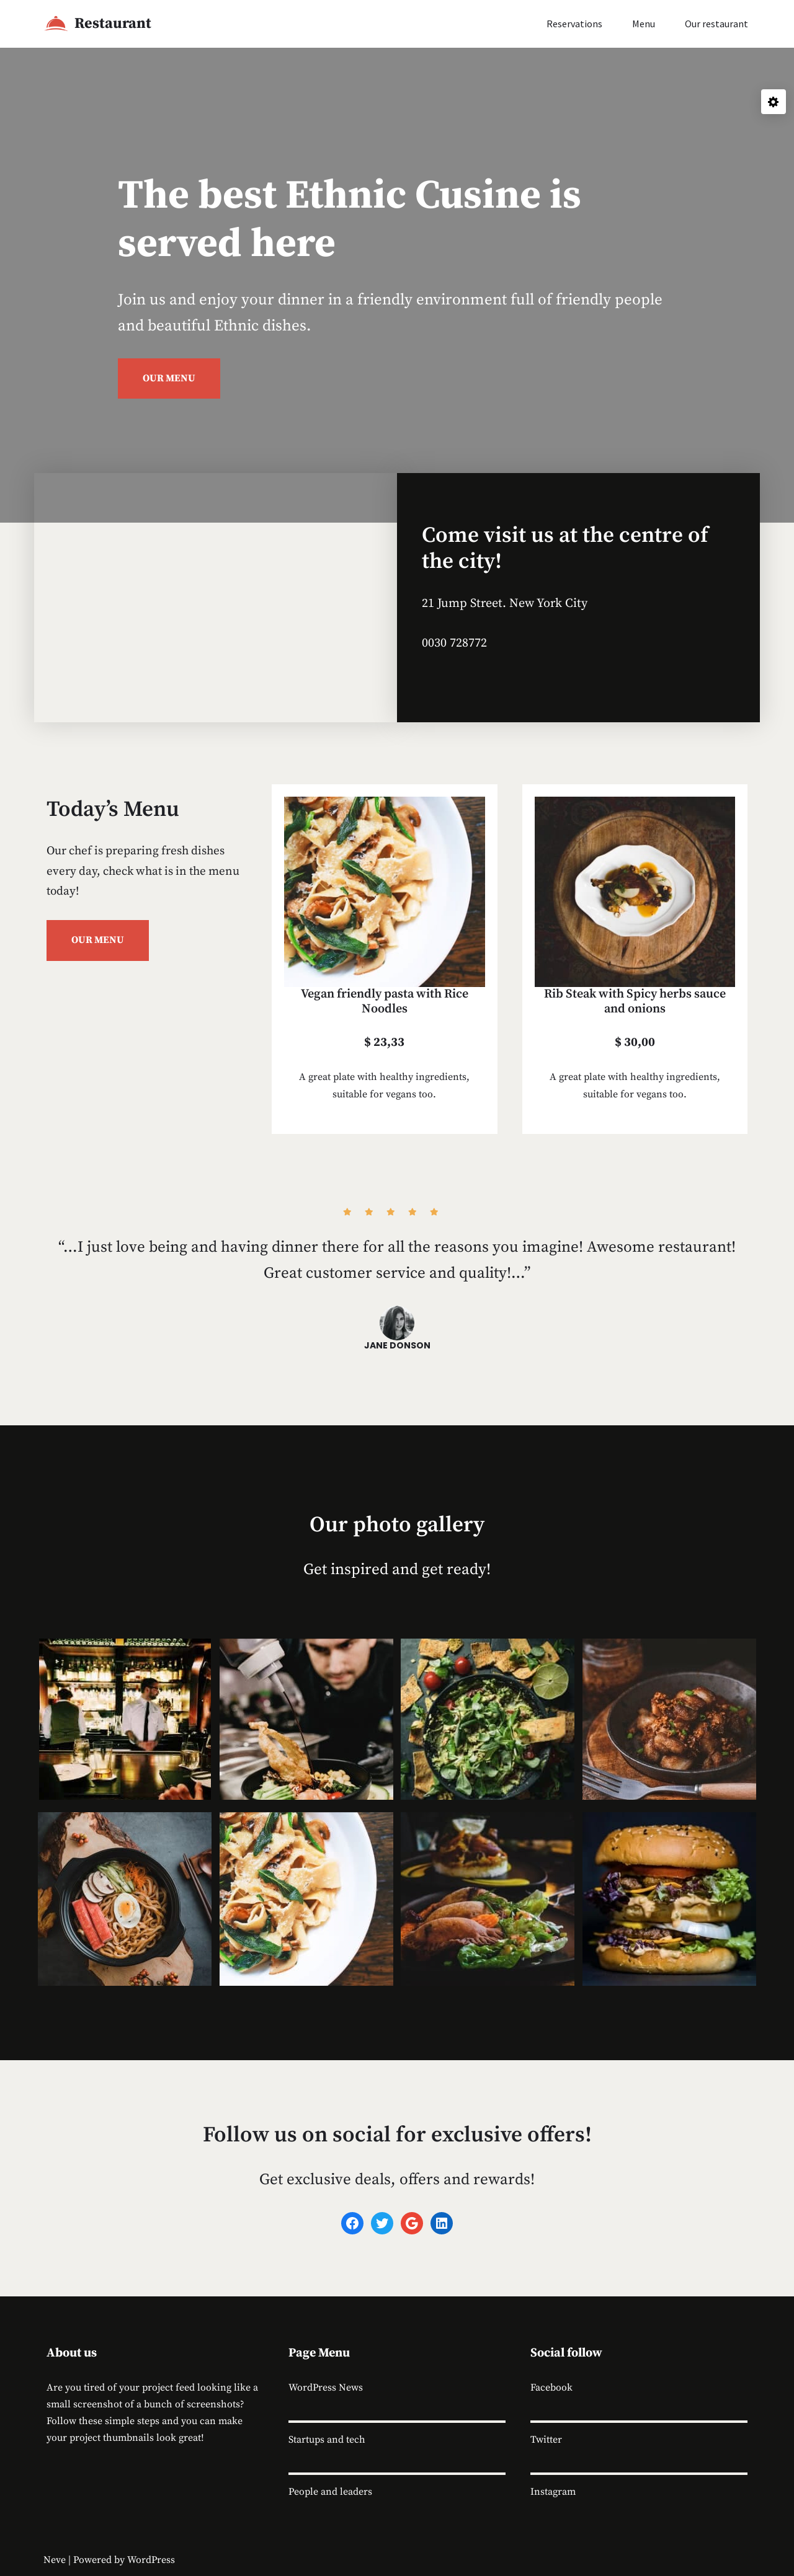 Restaurant
Reservations
Menu
Our restaurant
The best Ethnic Cusine is
served here
Join us and enjoy your dinner in a friendly environment full of friendly people
and beautiful Ethnic dishes.
OUR MENU
Come visit us at the centre of
the city!
21 Jump Street. New York City
0030 728772
Today’s Menu
Our chef is preparing fresh dishes
every day, check what is in the menu
today!
OUR MENU
Vegan friendly pasta with Rice
Noodles
$ 23,33
A great plate with healthy ingredients,
suitable for vegans too.
Rib Steak with Spicy herbs sauce
and onions
$ 30,00
A great plate with healthy ingredients,
suitable for vegans too.
“…I just love being and having dinner there for all the reasons you imagine! Awesome restaurant!
Great customer service and quality!…”
JANE DONSON
Our photo gallery
Get inspired and get ready!
Follow us on social for exclusive offers!
Get exclusive deals, offers and rewards!
About us
Are you tired of your project feed looking like a
small screenshot of a bunch of screenshots?
Follow these simple steps and you can make
your project thumbnails look great!
Page Menu
WordPress News
Startups and tech
People and leaders
Social follow
Facebook
Twitter
Instagram
Neve | Powered by WordPress